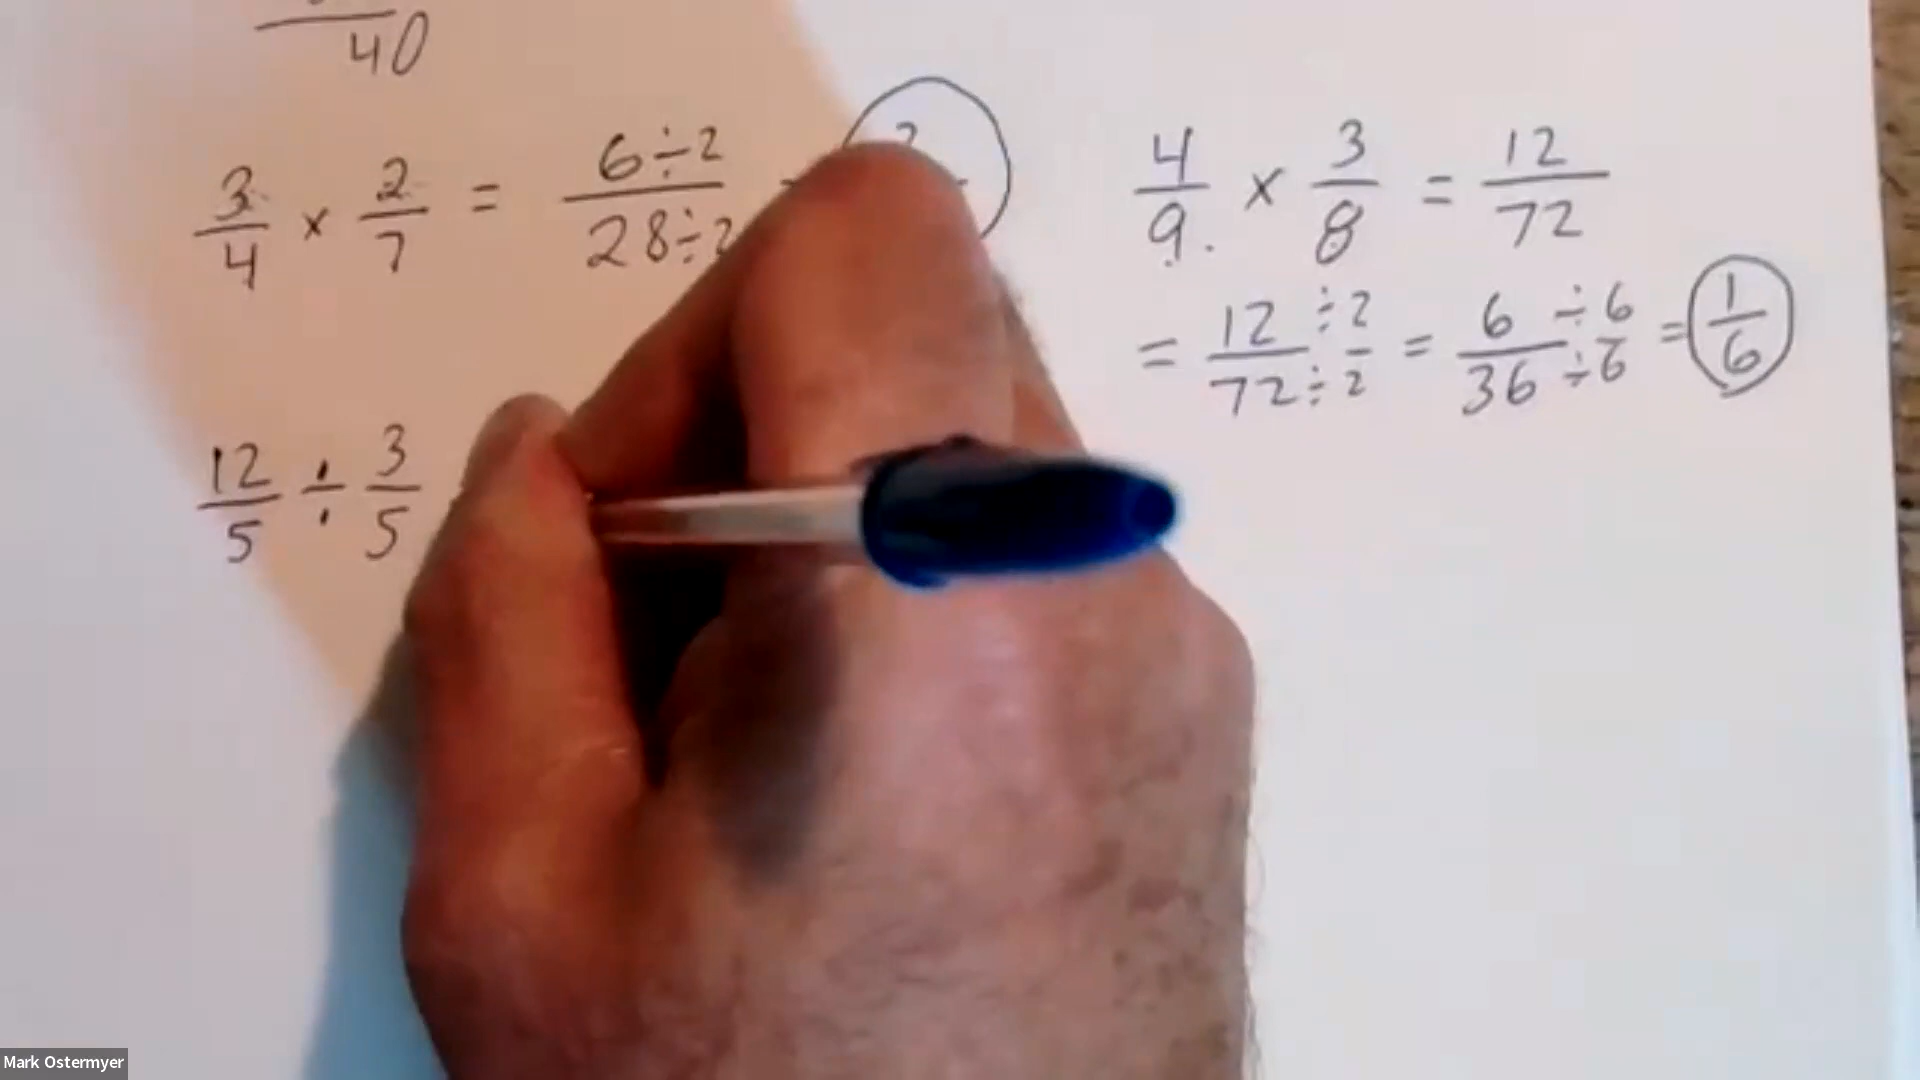 40
3/4 × 2/7 = 6÷2/28÷2
4/9. × 3/8 = 12/72
= 12÷2/72÷2 = 6÷6/36÷6 = 1/6
12/5 ÷ 3/5
Mark Ostermyer